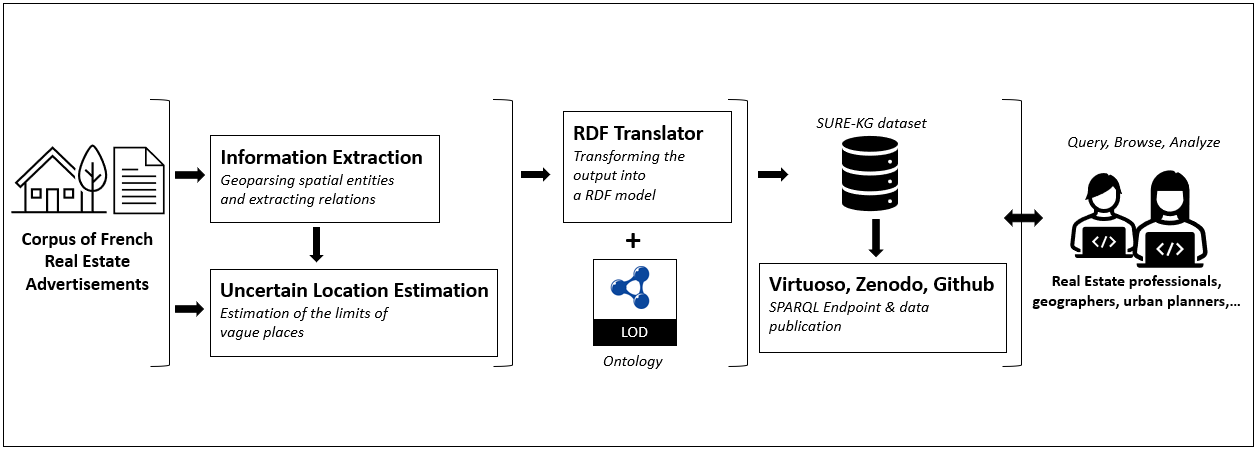 Corpus of French
Real Estate
Advertisements
Information Extraction
Geoparsing spatial entities
and extracting relations
Uncertain Location Estimation
Estimation of the limits of
vague places
RDF Translator
Transforming the
output into
a RDF model
+
LOD
Ontology
SURE-KG dataset
Virtuoso, Zenodo, Github
SPARQL Endpoint & data
publication
Query, Browse, Analyze
</>
</>
Real Estate professionals,
geographers, urban planners,...